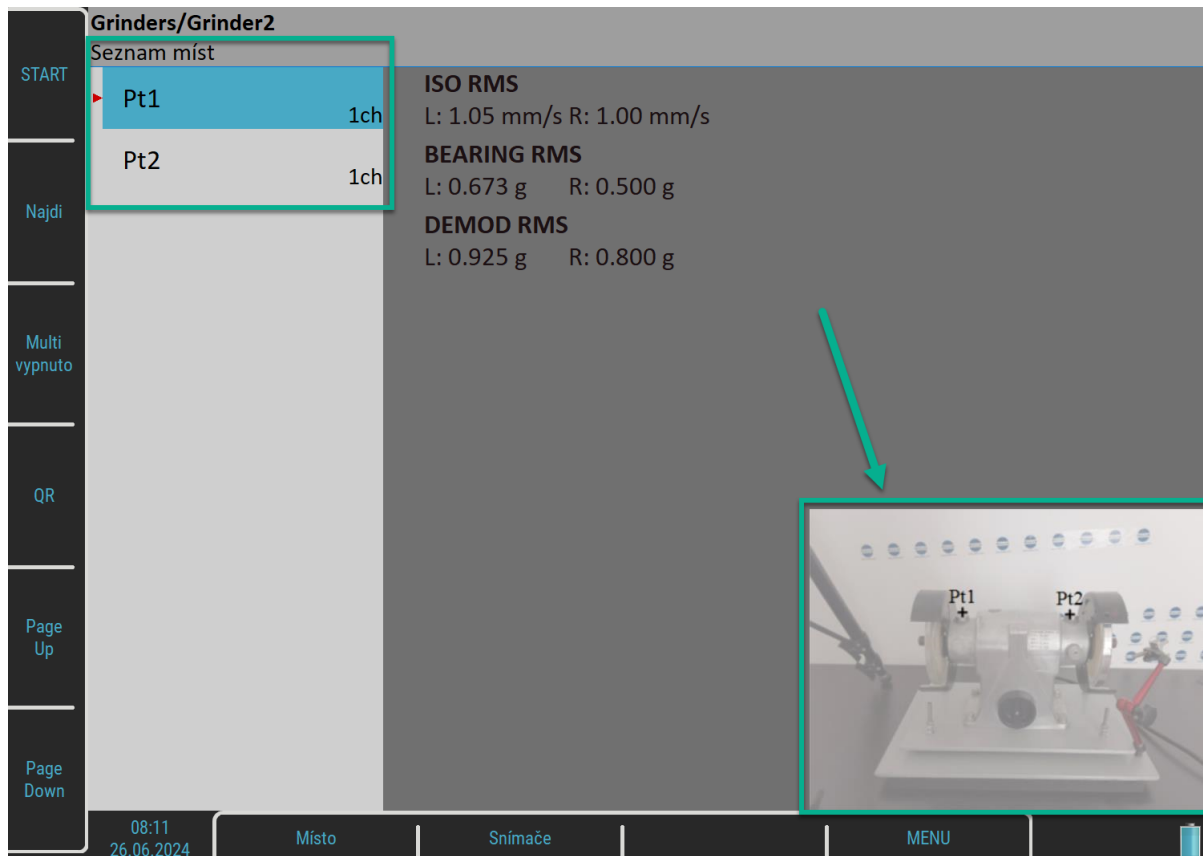 Grinders/Grinder2
Seznam míst
START
Pt1
1ch
Pt2
1ch
ISO RMS
L: 1.05 mm/s R: 1.00 mm/s
BEARING RMS
L: 0.673 g R: 0.500 g
DEMOD RMS
L: 0.925 g R: 0.800 g
Najdi
Multi
vypnuto
QR
Page
Up
Page
Down
Pt1
Pt2
08:11
26.06.2024
Místo
Snímače
MENU